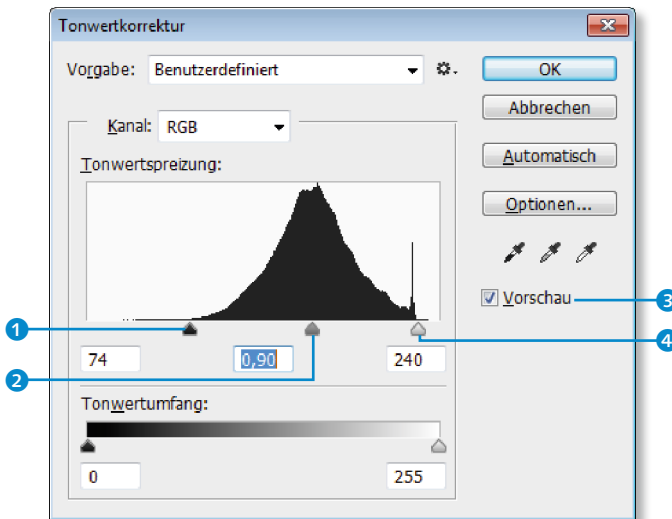 Tonwertkorrektur
Vorgabe: Benutzerdefiniert
OK
Abbrechen
Kanal: RGB
Automatisch
Tonwertspreizung:
Optionen...
Vorschau
3
1
4
74
0,90
240
2
Tonwertumfang:
0
255